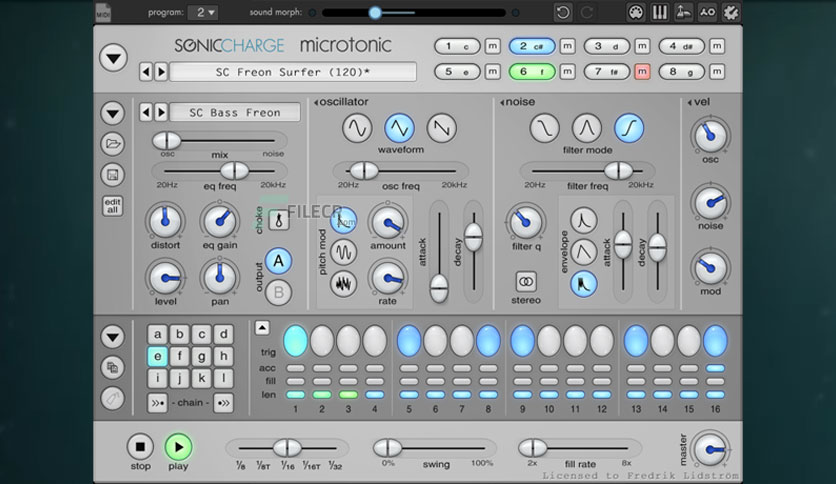 MIDI program: 2 sound morph:
SONICCHARGE microtonic
1 c m 2 c# m 3 d m 4 d# m
SC Freon Surfer (120)*
5 e m 6 f m 7 f# m 8 g m
oscillator noise vel
SC Bass Freon
osc mix noise
waveform filter mode osc
20Hz eq freq 20kHz 20Hz osc freq 20kHz 20Hz filter freq 20kHz
edit all
choke FILECR .com
pitch mod amount attack decay
filter q envelope attack decay noise
distort eq gain
output A B
level pan rate stereo mod
a b c d
e f g h
i j k l
- chain -
trig
acc
fill
len
1 2 3 4 5 6 7 8 9 10 11 12 13 14 15 16
stop play
1/8 1/8T 1/16 1/16T 1/32
0% swing 100%
2x fill rate 8x
master
Licensed to Fredrik Lidström